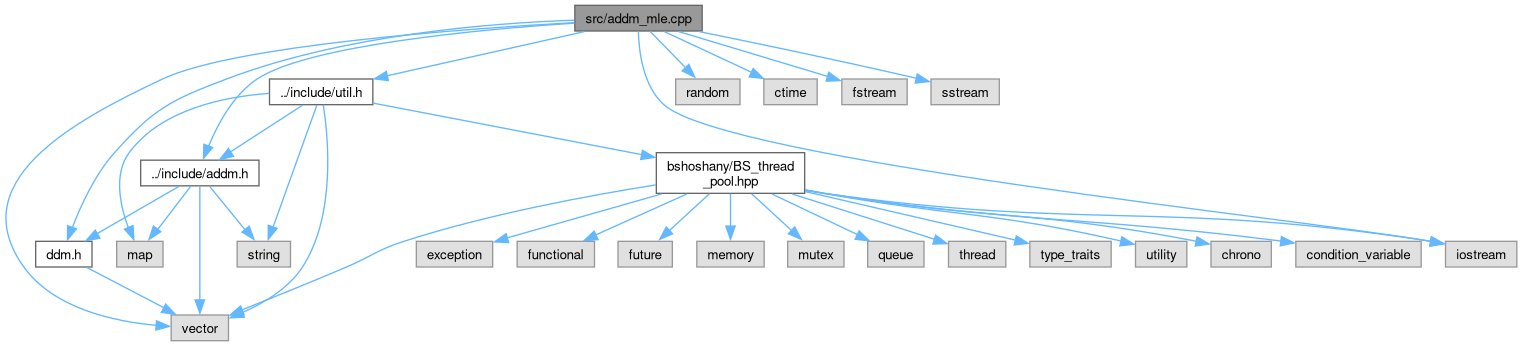 src/addm_mle.cpp
../include/util.h
random
ctime
fstream
sstream
../include/addm.h
bshoshany/BS_thread
_pool.hpp
ddm.h
map
string
exception
functional
future
memory
mutex
queue
thread
type_traits
utility
chrono
condition_variable
iostream
vector